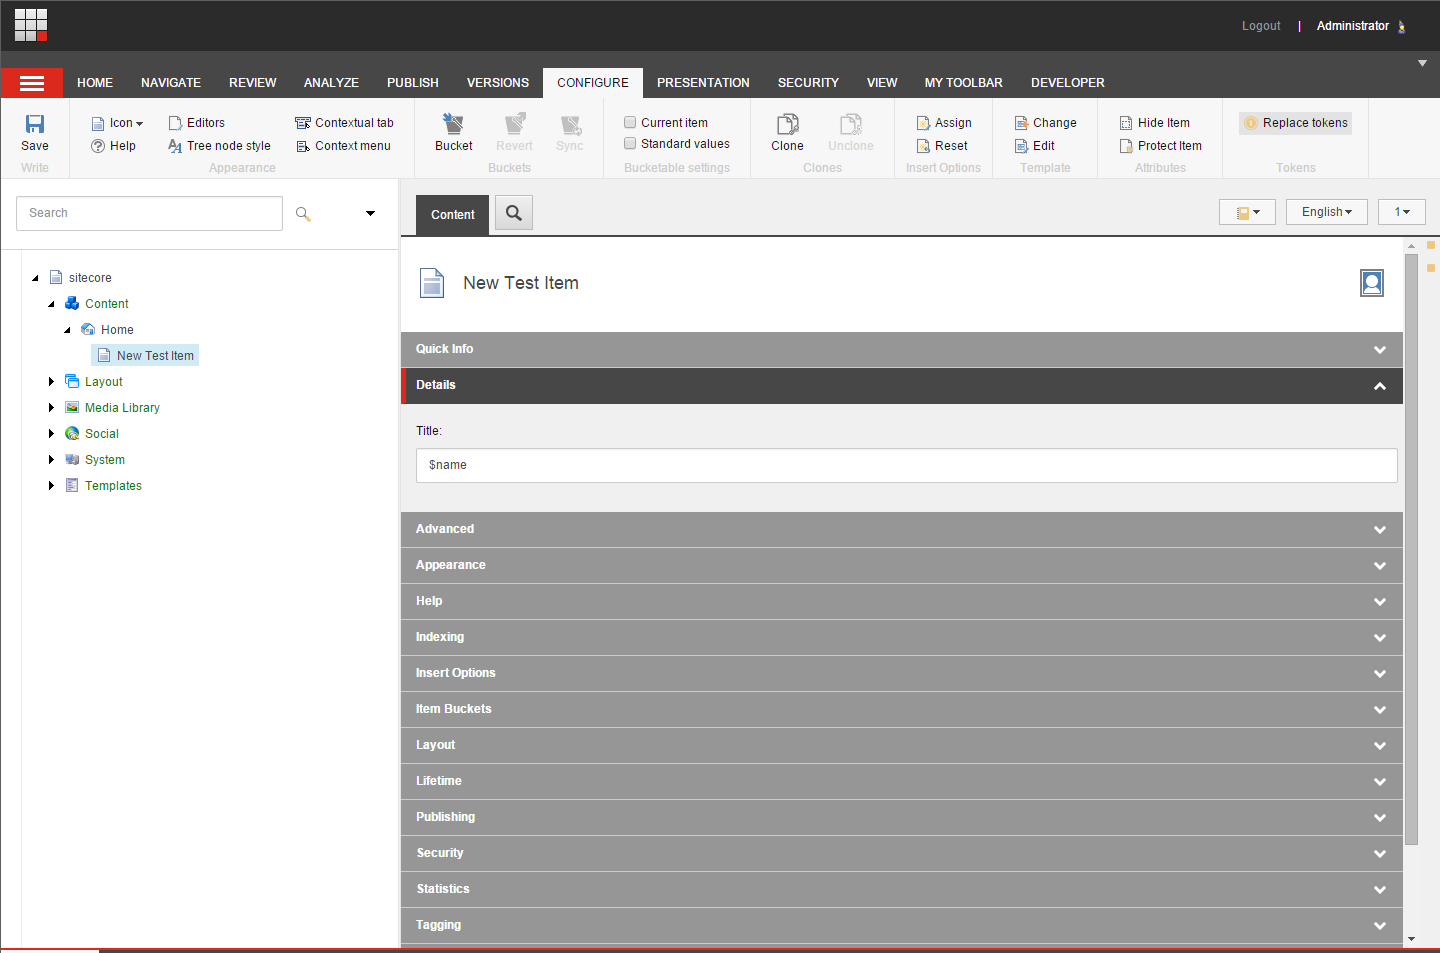 Logout | Administrator
HOME NAVIGATE REVIEW ANALYZE PUBLISH VERSIONS CONFIGURE PRESENTATION SECURITY VIEW MY TOOLBAR DEVELOPER
Save
Write
Icon Editors Contextual tab
Help Tree node style Context menu
Appearance
Bucket Revert Sync
Buckets
Current item
Standard values
Bucketable settings
Clone Unclone
Clones
Assign
Reset
Insert Options
Change
Edit
Template
Hide Item
Protect Item
Attributes
Replace tokens
Tokens
Search
sitecore
Content
Home
New Test Item
Layout
Media Library
Social
System
Templates
Content
English
1
New Test Item
Quick Info
Details
Title:
$name
Advanced
Appearance
Help
Indexing
Insert Options
Item Buckets
Layout
Lifetime
Publishing
Security
Statistics
Tagging